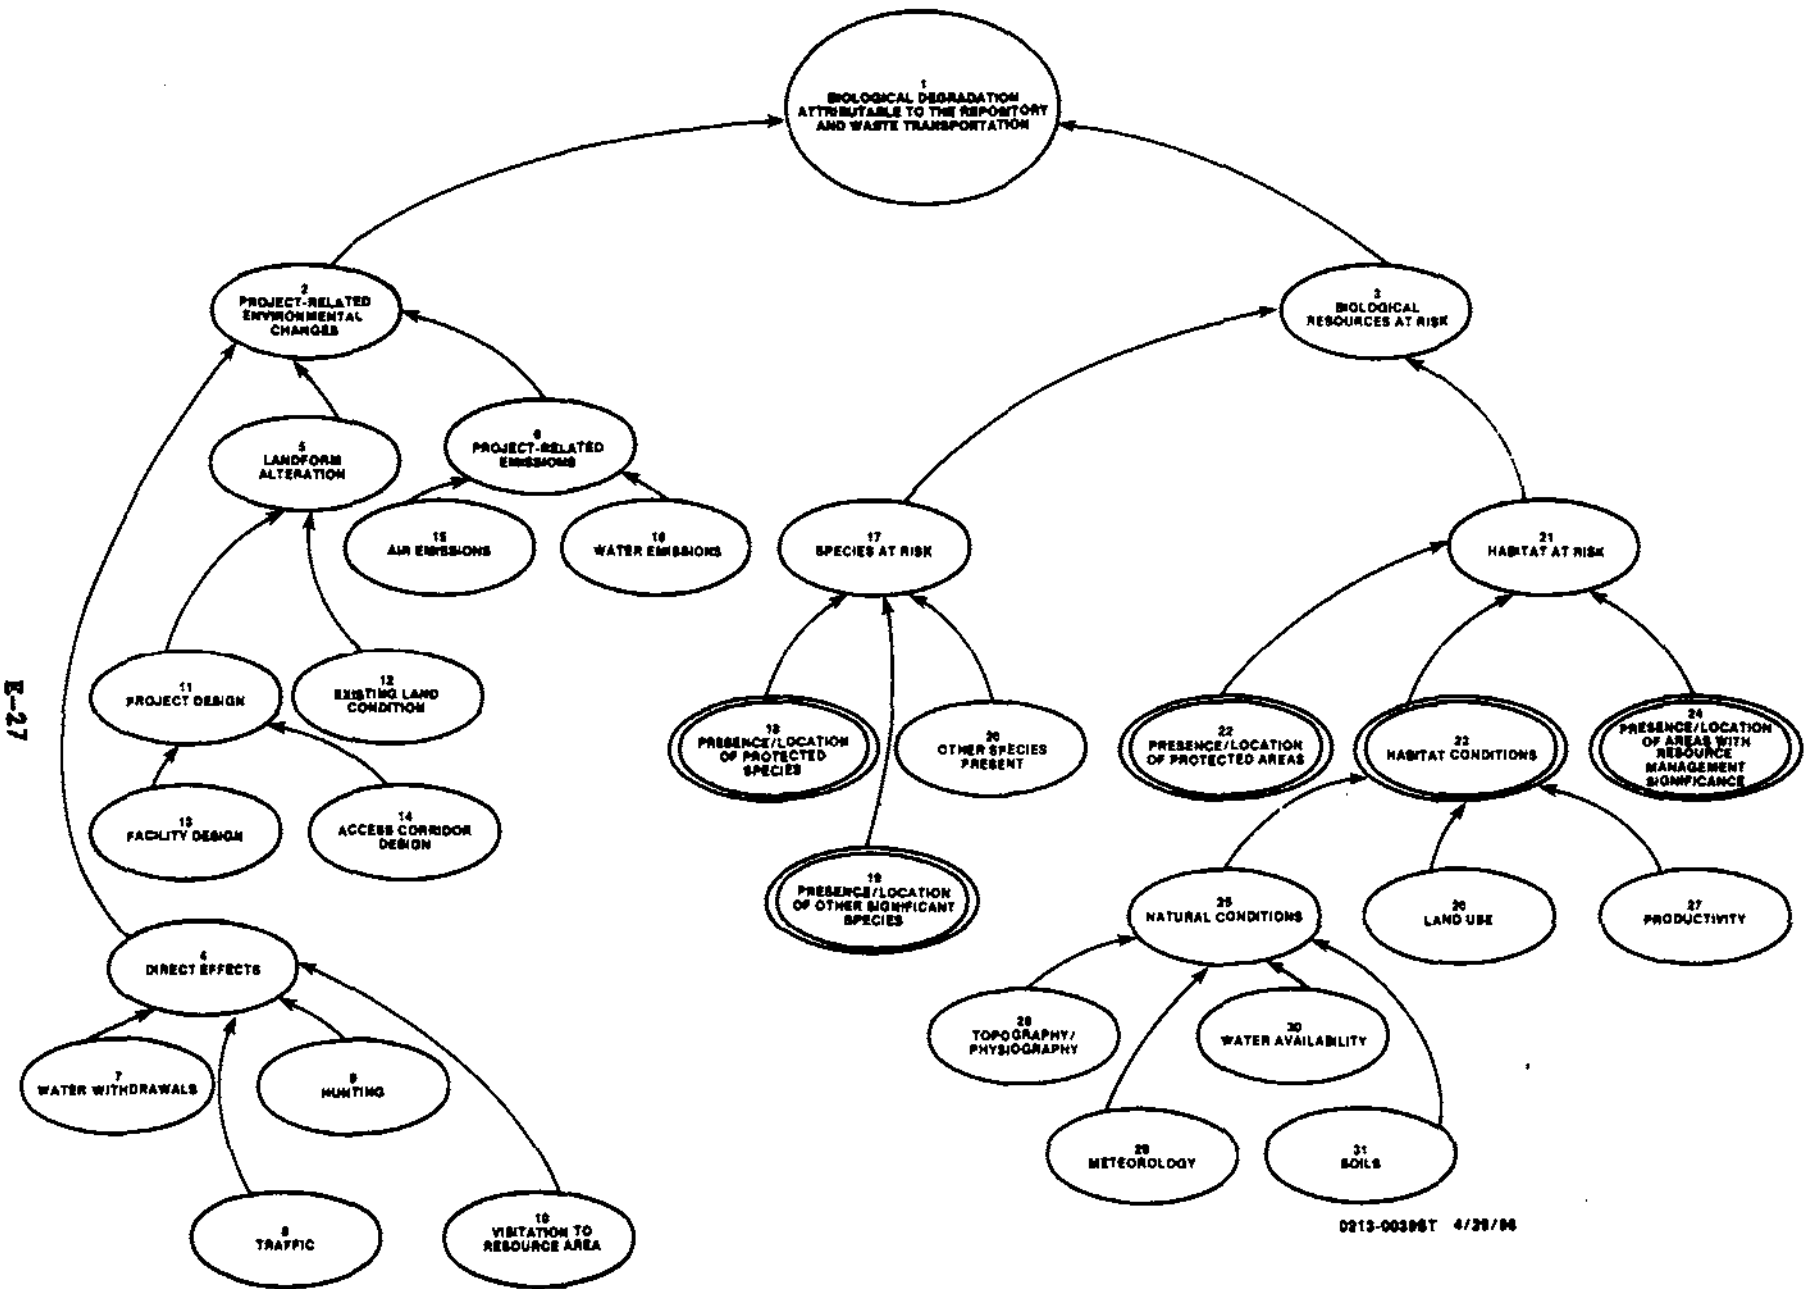 1
BIOLOGICAL DEGRADATION
ATTRIBUTABLE TO THE REPOSITORY
AND WASTE TRANSPORTATION
2
PROJECT-RELATED
ENVIRONMENTAL
CHANGES
3
BIOLOGICAL
RESOURCES AT RISK
5
LANDFORM
ALTERATION
6
PROJECT-RELATED
EMISSIONS
15
AIR EMISSIONS
16
WATER EMISSIONS
17
SPECIES AT RISK
21
HABITAT AT RISK
11
PROJECT DESIGN
12
EXISTING LAND
CONDITION
18
PRESENCE/LOCATION
OF PROTECTED
SPECIES
20
OTHER SPECIES
PRESENT
22
PRESENCE/LOCATION
OF PROTECTED AREAS
23
HABITAT CONDITIONS
24
PRESENCE/LOCATION
OF AREAS WITH
RESOURCE
MANAGEMENT
SIGNIFICANCE
13
FACILITY DESIGN
14
ACCESS CORRIDOR
DESIGN
19
PRESENCE/LOCATION
OF OTHER SIGNIFICANT
SPECIES
25
NATURAL CONDITIONS
26
LAND USE
27
PRODUCTIVITY
4
DIRECT EFFECTS
28
TOPOGRAPHY/
PHYSIOGRAPHY
30
WATER AVAILABILITY
7
WATER WITHDRAWALS
9
HUNTING
29
METEOROLOGY
31
SOILS
8
TRAFFIC
10
VISITATION TO
RESOURCE AREA
E-27